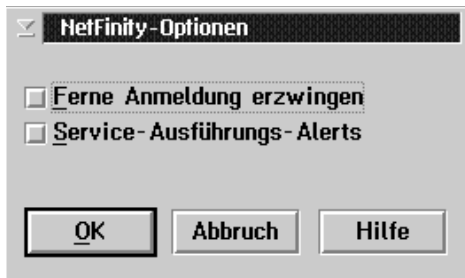 NetFinity-Optionen
Ferne Anmeldung erzwingen
Service-Ausführungs-Alerts
OK Abbruch Hilfe